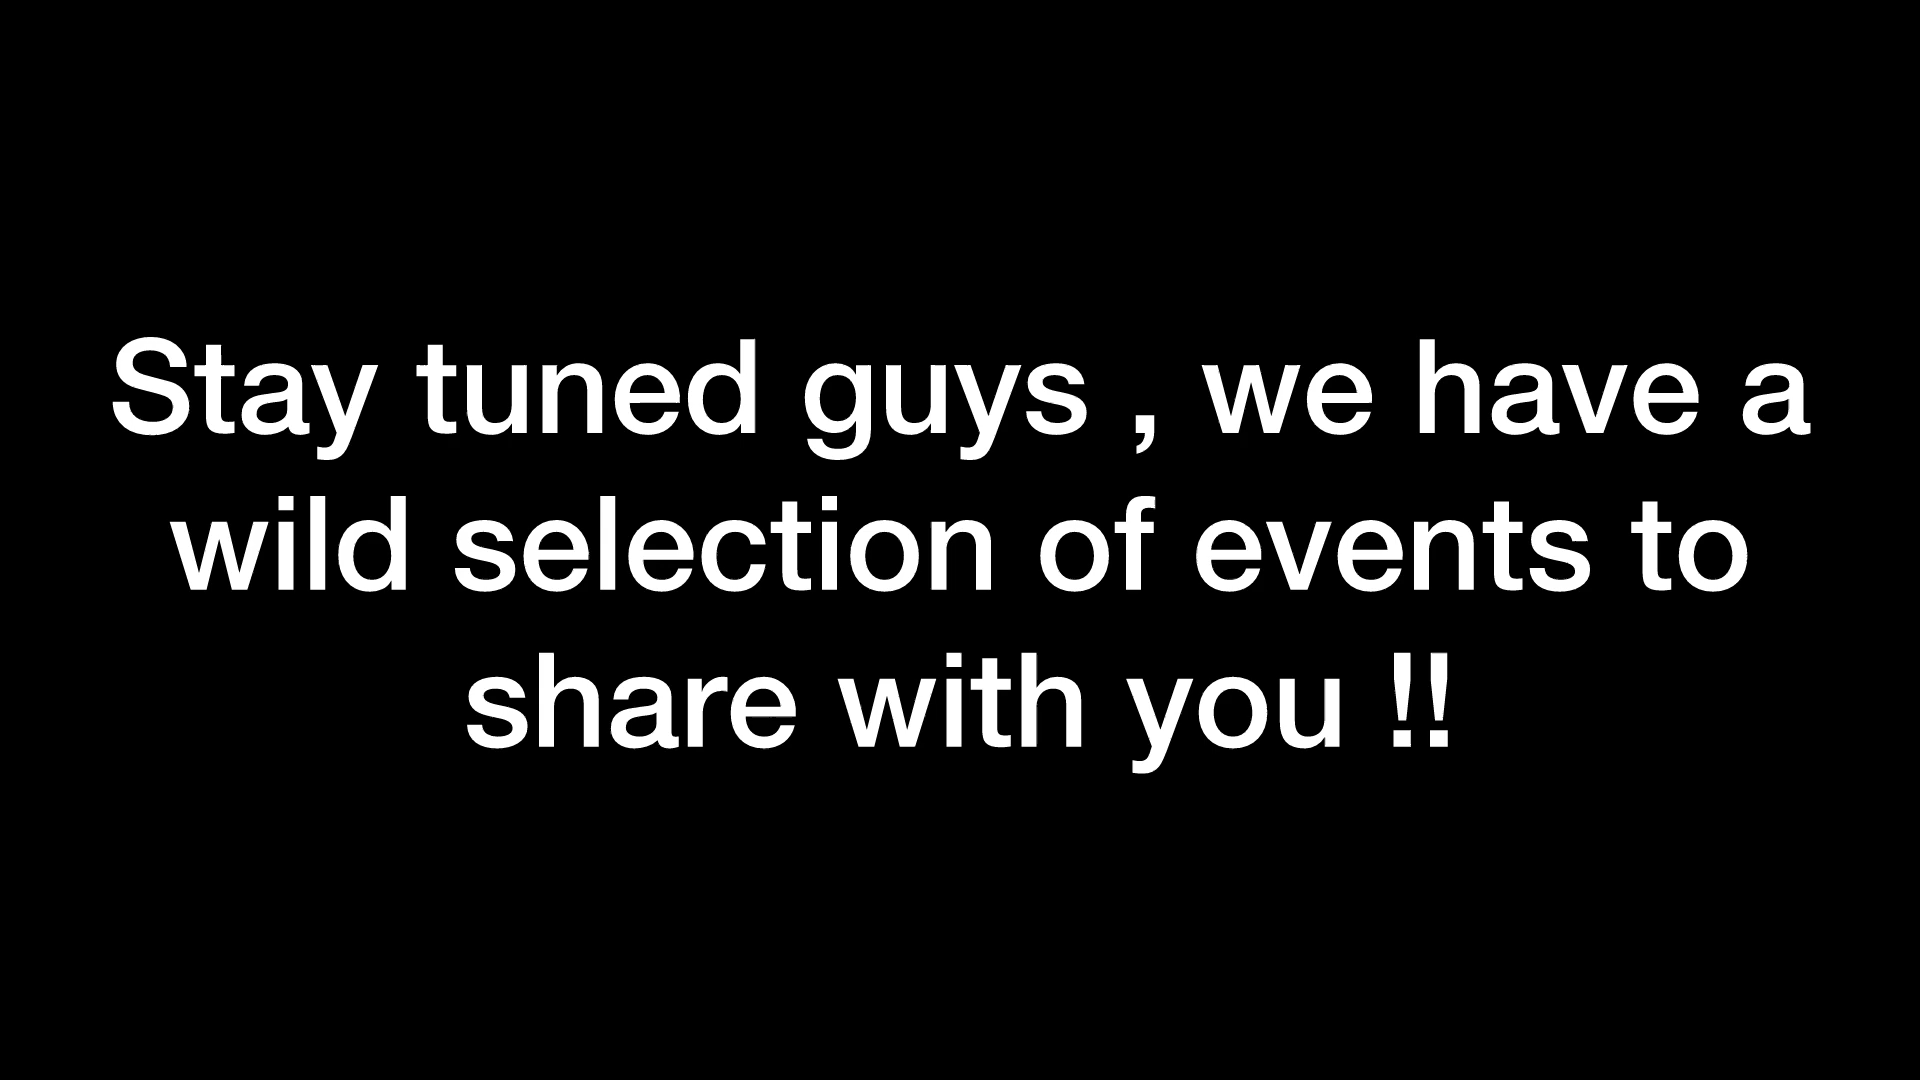 Stay tuned guys , we have a
wild selection of events to
share with you !!